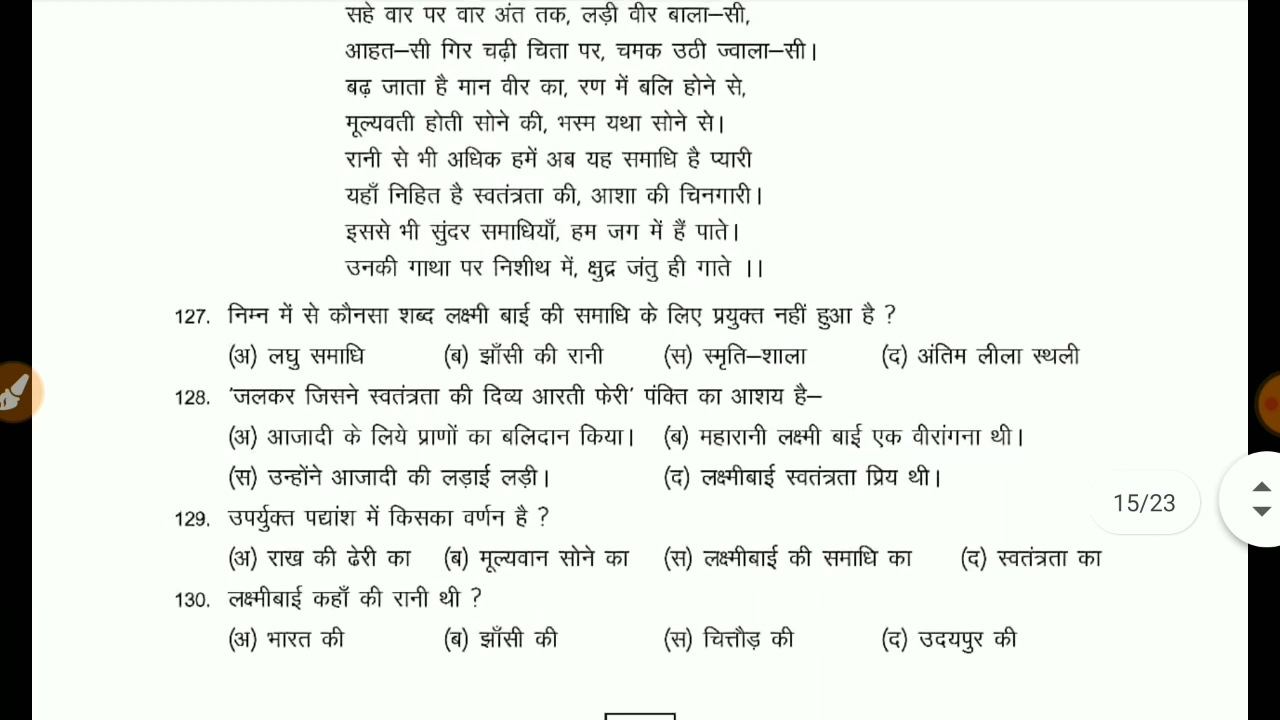 सहे वार पर वार अंत तक, लड़ी वीर बाला–सी,
आहत–सी गिर चढ़ी चिता पर, चमक उठी ज्वाला–सी।
बढ़ जाता है मान वीर का, रण में बलि होने से,
मूल्यवती होती सोने की, भस्म यथा सोने से।
रानी से भी अधिक हमें अब यह समाधि है प्यारी
यहाँ निहित है स्वतंत्रता की, आशा की चिनगारी।
इससे भी सुंदर समाधियाँ, हम जग में हैं पाते।
उनकी गाथा पर निशीथ में, क्षुद्र जंतु ही गाते ।।
127. निम्न में से कौनसा शब्द लक्ष्मी बाई की समाधि के लिए प्रयुक्त नहीं हुआ है ?
(अ) लघु समाधि (ब) झाँसी की रानी (स) स्मृति–शाला (द) अंतिम लीला स्थली
128. 'जलकर जिसने स्वतंत्रता की दिव्य आरती फेरी' पंक्ति का आशय है–
(अ) आजादी के लिये प्राणों का बलिदान किया। (ब) महारानी लक्ष्मी बाई एक वीरांगना थी।
(स) उन्होंने आजादी की लड़ाई लड़ी। (द) लक्ष्मीबाई स्वतंत्रता प्रिय थी।
15/23
129. उपर्युक्त पद्यांश में किसका वर्णन है ?
(अ) राख की ढेरी का (ब) मूल्यवान सोने का (स) लक्ष्मीबाई की समाधि का (द) स्वतंत्रता का
130. लक्ष्मीबाई कहाँ की रानी थी ?
(अ) भारत की (ब) झाँसी की (स) चित्तौड़ की (द) उदयपुर की